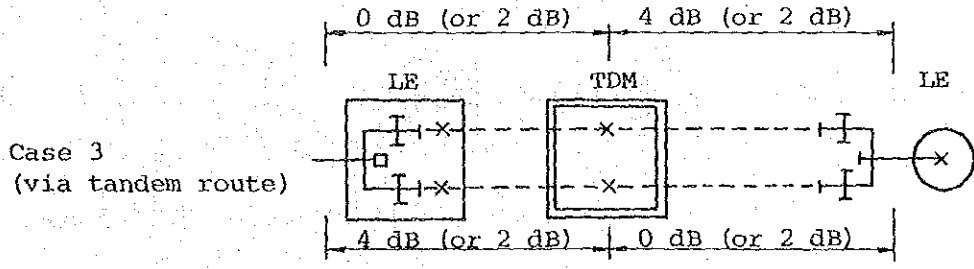 0 dB (or 2 dB) 4 dB (or 2 dB)
LE TDM LE
Case 3
(via tandem route)
4 dB (or 2 dB) 0 dB (or 2 dB)